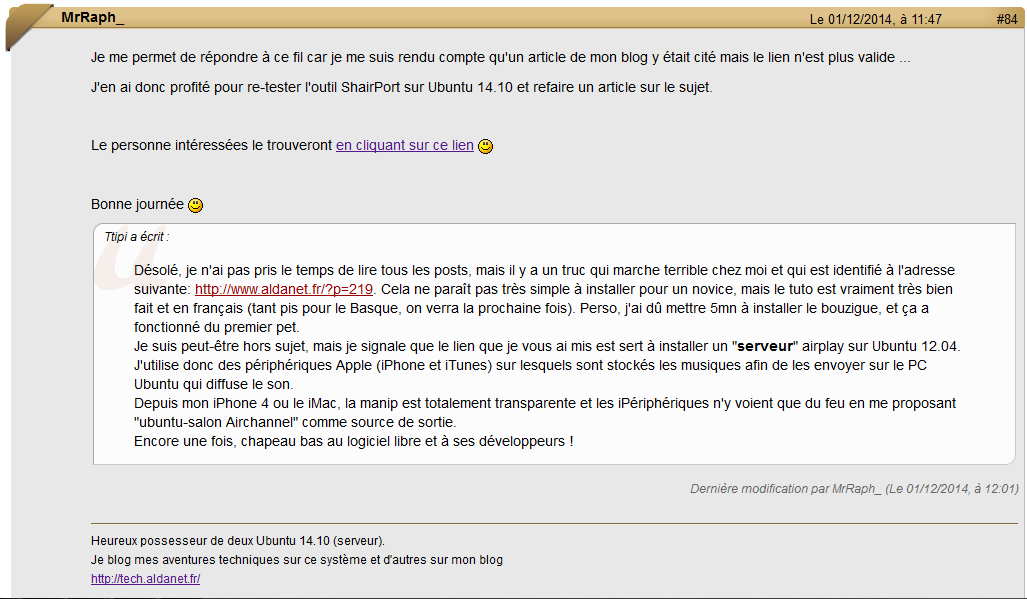 MrRaph_ Le 01/12/2014, à 11:47 #84
Je me permet de répondre à ce fil car je me suis rendu compte qu'un article de mon blog y était cité mais le lien n'est plus valide ...
J'en ai donc profité pour re-tester l'outil ShairPort sur Ubuntu 14.10 et refaire un article sur le sujet.
Le personne intéressées le trouveront en cliquant sur ce lien
Bonne journée
Ttipi a écrit :
Désolé, je n'ai pas pris le temps de lire tous les posts, mais il y a un truc qui marche terrible chez moi et qui est identifié à l'adresse
suivante: http://www.aldanet.fr/?p=219. Cela ne paraît pas très simple à installer pour un novice, mais le tuto est vraiment très bien
fait et en français (tant pis pour le Basque, on verra la prochaine fois). Perso, j'ai dû mettre 5mn à installer le bouzigue, et ça a
fonctionné du premier pet.
Je suis peut-être hors sujet, mais je signale que le lien que je vous ai mis est sert à installer un "serveur" airplay sur Ubuntu 12.04.
J'utilise donc des périphériques Apple (iPhone et iTunes) sur lesquels sont stockés les musiques afin de les envoyer sur le PC
Ubuntu qui diffuse le son.
Depuis mon iPhone 4 ou le iMac, la manip est totalement transparente et les iPériphériques n'y voient que du feu en me proposant
"ubuntu-salon Airchannel" comme source de sortie.
Encore une fois, chapeau bas au logiciel libre et à ses développeurs !
Dernière modification par MrRaph_ (Le 01/12/2014, à 12:01)
Heureux possesseur de deux Ubuntu 14.10 (serveur).
Je blog mes aventures techniques sur ce système et d'autres sur mon blog
http://tech.aldanet.fr/